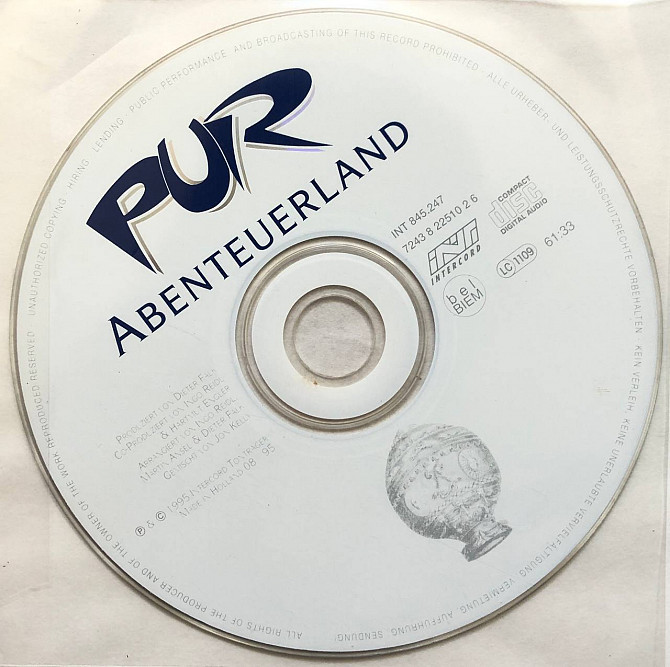 PUR
ABENTEUERLAND
INT 845.247
7243 8 22510 2 6
INT
INTERCORD
bel
BIEM
COMPACT
disc
DIGITAL AUDIO
LC 1109
61:33
PRODUZIERT VON DIETER FALK
CO-PRODUZIERT VON INGO REIDL
& HARTMUT ENGLER
ARRANGIERT VON INGO REIDL
MARTIN ANSEL & DIETER FALK
GEMISCHT VON
℗ & © 1995 INTERCORD TONTRÄGER
MADE IN HOLLAND 08 '95
ALL RIGHTS OF THE PRODUCER AND OF THE OWNER OF THE WORK REPRODUCED RESERVED UNAUTHORIZED COPYING HIRING LENDING PUBLIC PERFORMANCE AND BROADCASTING OF THIS RECORD PROHIBITED
ALLE URHEBER- UND LEISTUNGSSCHUTZRECHTE VORBEHALTEN KEIN VERLEIH, KEINE UNERLAUBTE VERVIELFÄLTIGUNG, VERMIETUNG, AUFFÜHRUNG, SENDUNG!